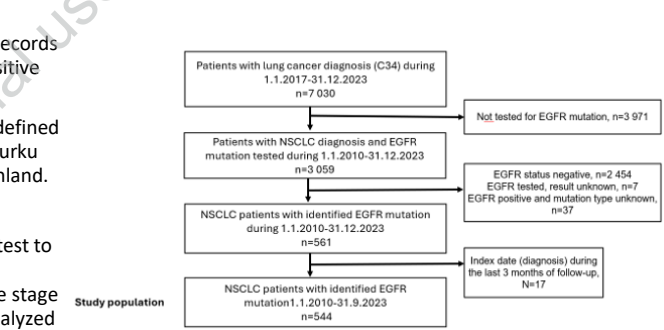 ecords
sitive
defined
urku
nland.
test to
e stage
nalyzed
Patients with lung cancer diagnosis (C34) during
1.1.2017-31.12.2023
n=7 030
Not tested for EGFR mutation, n=3 971
Patients with NSCLC diagnosis and EGFR
mutation tested during 1.1.2010-31.12.2023
n=3 059
EGFR status negative, n=2 454
EGFR tested, result unknown, n=7
EGFR positive and mutation type unknown,
n=37
NSCLC patients with identified EGFR mutation
during 1.1.2010-31.12.2023
n=561
Index date (diagnosis) during
the last 3 months of follow-up,
N=17
Study population
NSCLC patients with identified EGFR
mutation1.1.2010-31.9.2023
n=544